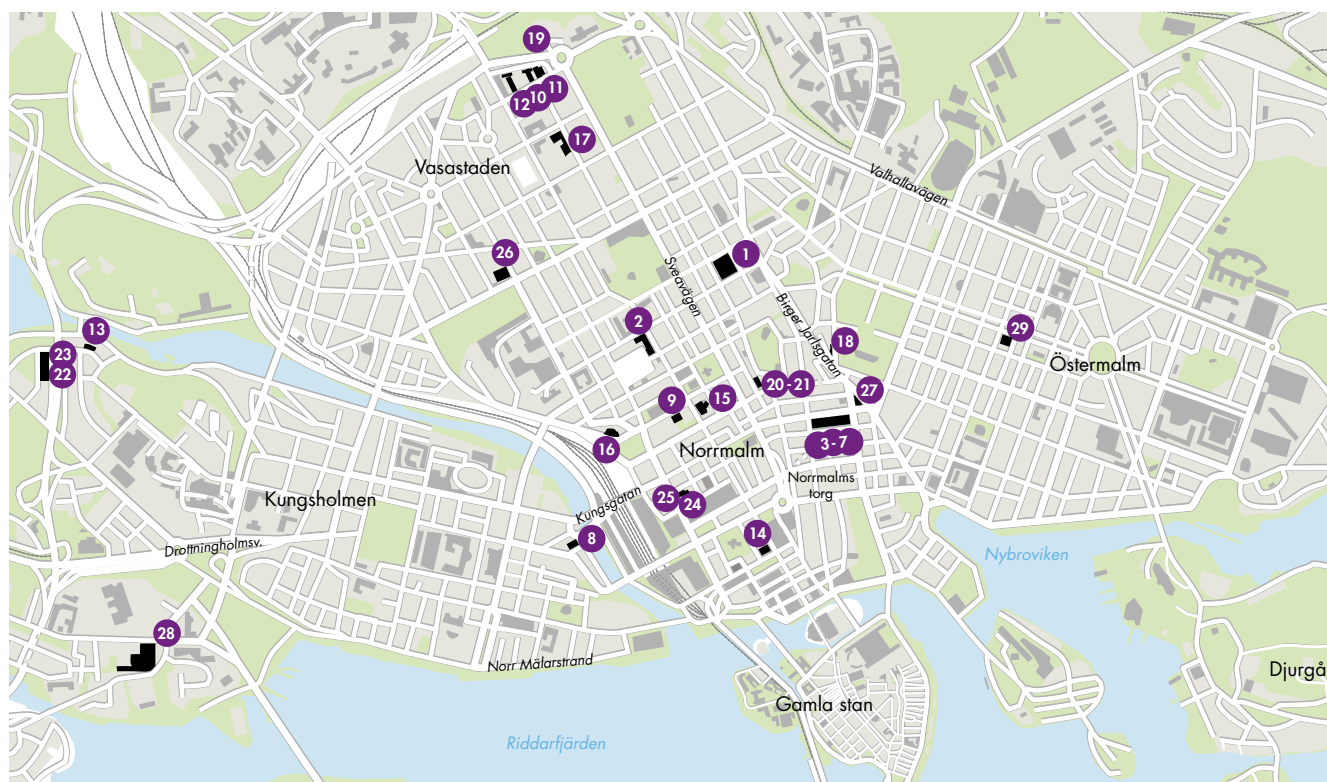 19
11
10
12
17
Vasastaden
Valhallavägen
26
1
Sveavägen
Birger Jarlsgatan
13
2
18
29
23
22
Östermalm
20 - 21
27
9
15
3 - 7
16
Norrmalm
Norrmalms
torg
Kungsholmen
25
24
Kungsgatan
8
14
Drottningholmsv.
Nybroviken
28
Norr Mälarstrand
Djurgå
Gamla stan
Riddarfjärden